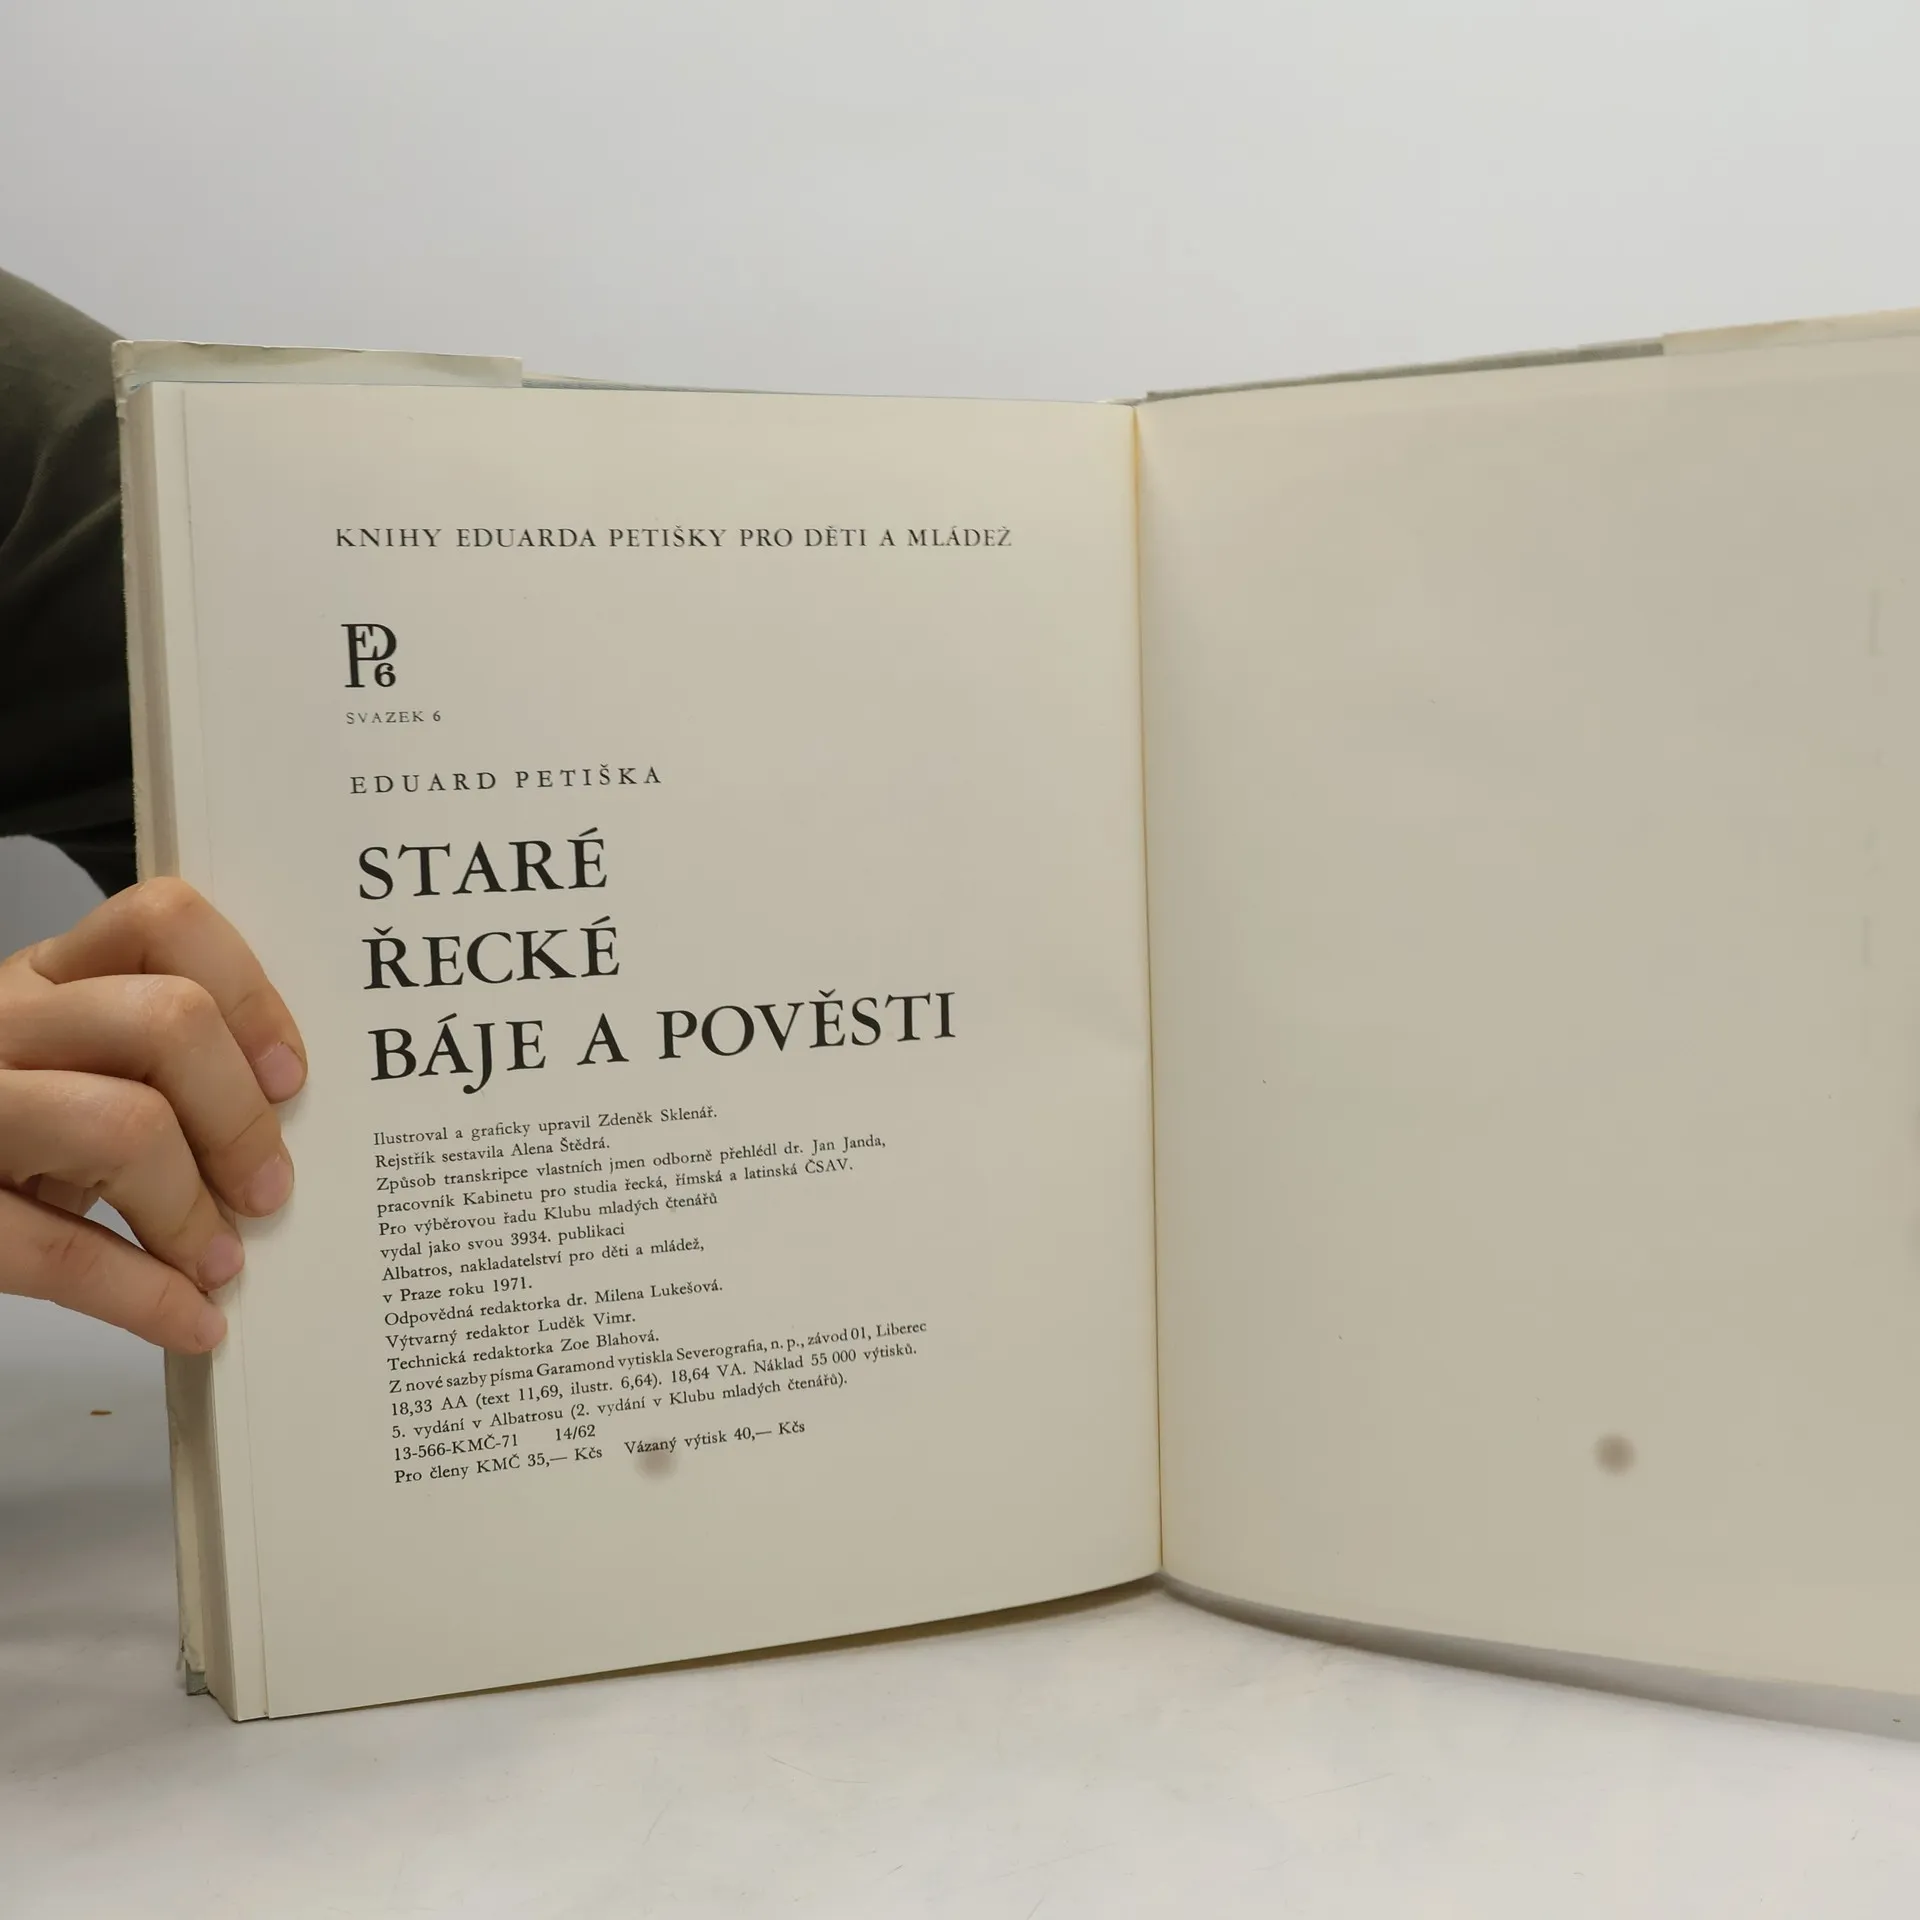 KNIHY EDUARDA PETIŠKY PRO DĚTI A MLÁDEŽ
EP6
SVAZEK 6
EDUARD PETIŠKA
STARÉ
ŘECKÉ
BÁJE A POVĚSTI
Ilustroval a graficky upravil Zdeněk Sklenář.
Rejstřík sestavila Alena Štědrá.
Způsob transkripce vlastních jmen odborně přehlédl dr. Jan Janda,
pracovník Kabinetu pro studia řecká, římská a latinská ČSAV.
Pro výběrovou řadu Klubu mladých čtenářů
vydal jako svou 3934. publikaci
Albatros, nakladatelství pro děti a mládež,
v Praze roku 1971.
Odpovědná redaktorka dr. Milena Lukešová.
Výtvarný redaktor Luděk Vimr.
Technická redaktorka Zoe Blahová.
Z nové sazby písma Garamond vytiskla Severografia, n. p., závod 01, Liberec
18,33 AA (text 11,69, ilustr. 6,64). 18,64 VA. Náklad 55 000 výtisků.
5. vydání v Albatrosu (2. vydání v Klubu mladých čtenářů).
13-566-KMČ-71 14/62
Pro členy KMČ 35,— Kčs Vázaný výtisk 40,— Kčs